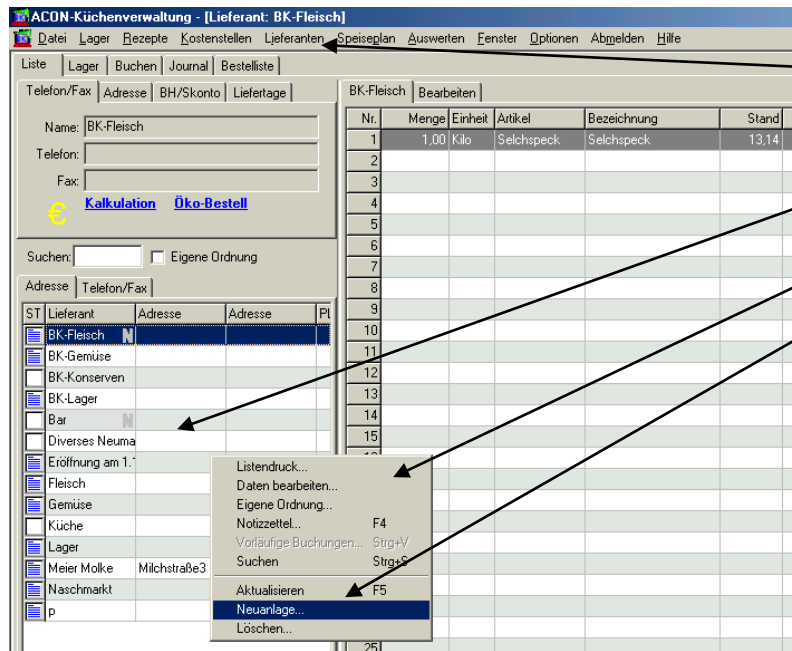 ACON-Küchenverwaltung - [Lieferant: BK-Fleisch]
Datei Lager Rezepte Kostenstellen Lieferanten Speiseplan Auswerten Fenster Optionen Abmelden Hilfe
Liste Lager Buchen Journal Bestelliste
Telefon/Fax Adresse BH/Skonto Liefertage
Name: BK-Fleisch
Telefon:
Fax:
€ Kalkulation Öko-Bestell
Suchen: Eigene Ordnung
Adresse Telefon/Fax
ST Lieferant Adresse Adresse PL
BK-Fleisch N
BK-Gemüse
BK-Konserven
BK-Lager
Bar N
Diverses Neuma
Eröffnung am 1.
Fleisch
Gemüse
Küche
Lager
Meier Molke Milchstraße3
Naschmarkt
p
Listendruck...
Daten bearbeiten...
Eigene Ordnung...
Notizzettel... F4
Vorläufige Buchungen... Strg+V
Suchen Strg+S
Aktualisieren F5
Neuanlage...
Löschen...
BK-Fleisch Bearbeiten
Nr. Menge Einheit Artikel Bezeichnung Stand
1 1,00 Kilo Selchspeck Selchspeck 13,14
2
3
4
5
6
7
8
9
10
11
12
13
14
15
25